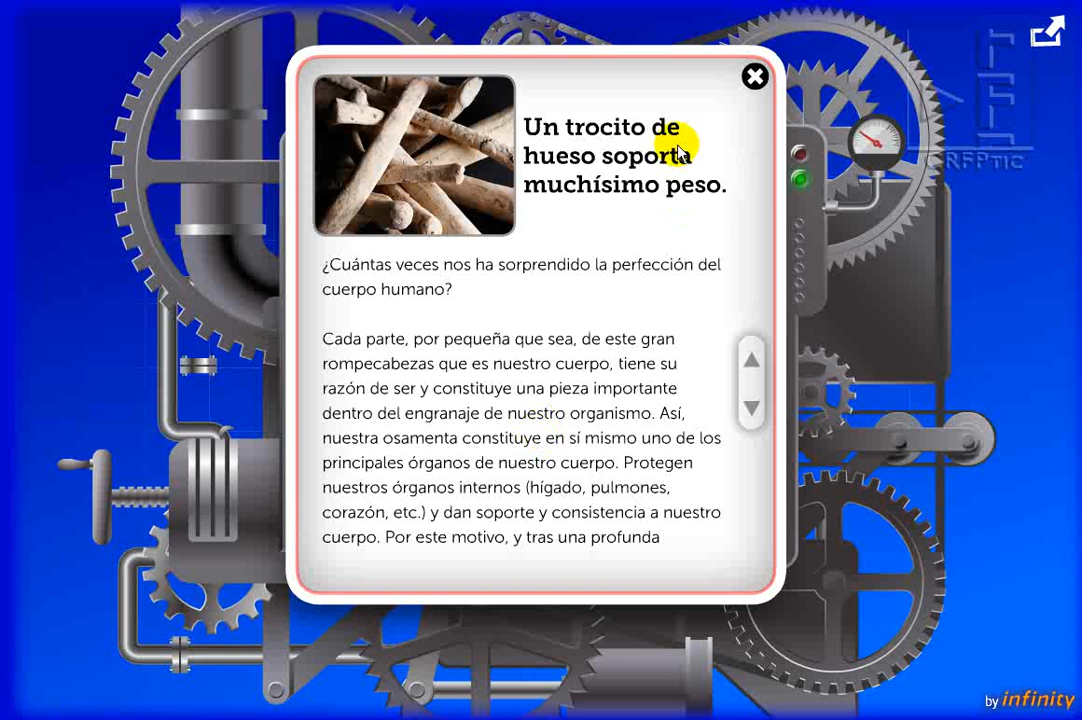 Un trocito de
hueso soporta
muchísimo peso.
¿Cuántas veces nos ha sorprendido la perfección del
cuerpo humano?
Cada parte, por pequeña que sea, de este gran
rompecabezas que es nuestro cuerpo, tiene su
razón de ser y constituye una pieza importante
dentro del engranaje de nuestro organismo. Así,
nuestra osamenta constituye en sí mismo uno de los
principales órganos de nuestro cuerpo. Protegen
nuestros órganos internos (hígado, pulmones,
corazón, etc.) y dan soporte y consistencia a nuestro
cuerpo. Por este motivo, y tras una profunda
by infinity